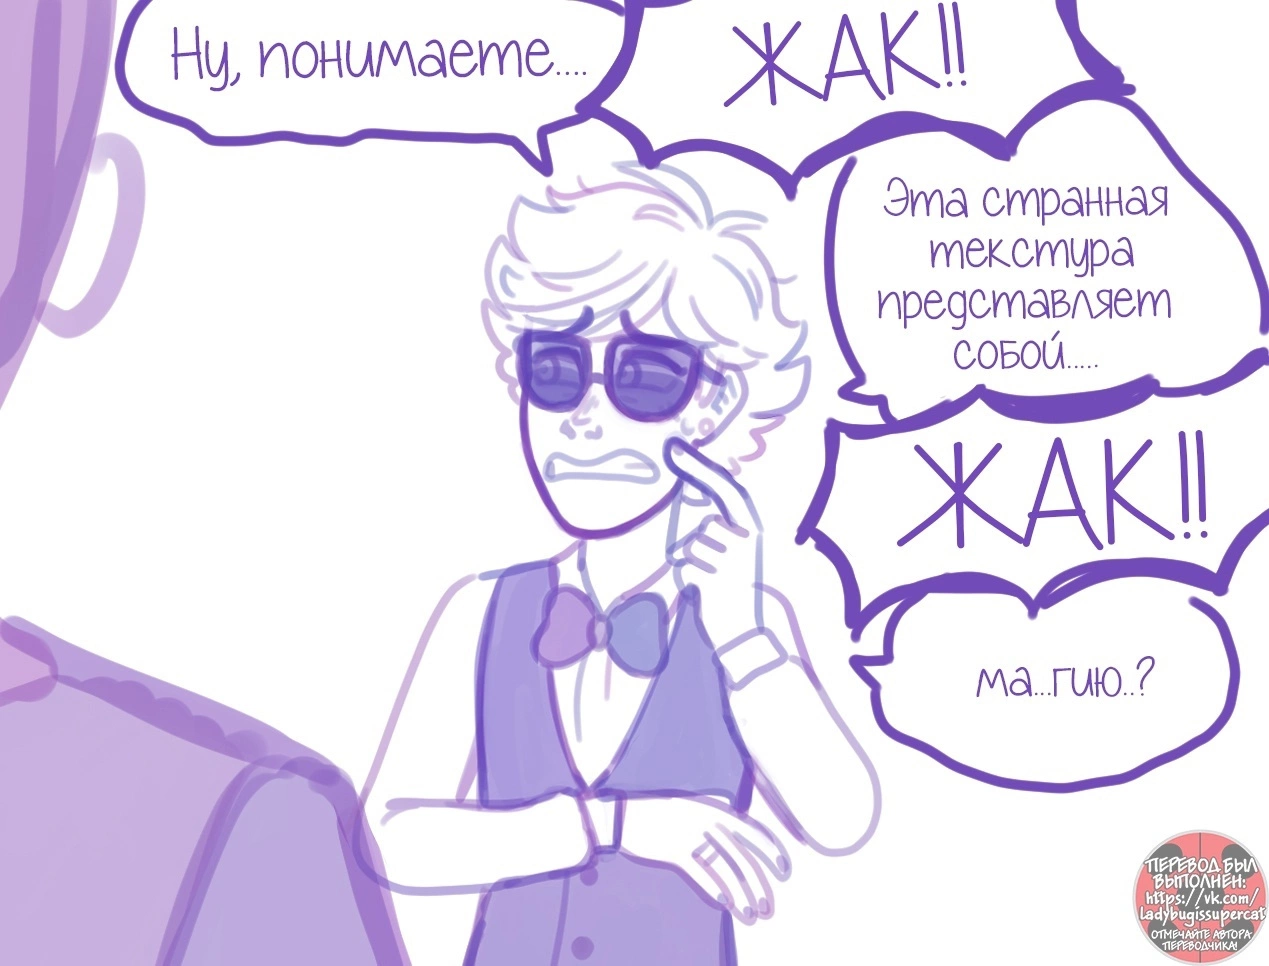 Ну, понимаете....
ЖАК!!
Эта странная
текстура
представляет
собой.....
ЖАК!!
ма...гию..?
ПЕРЕВОД БЫЛ
ВЫПОЛНЕН:
https://vk.com/
ladybugissupercat
ОТМЕЧАЙТЕ АВТОРА
ПЕРЕВОДЧИКА!